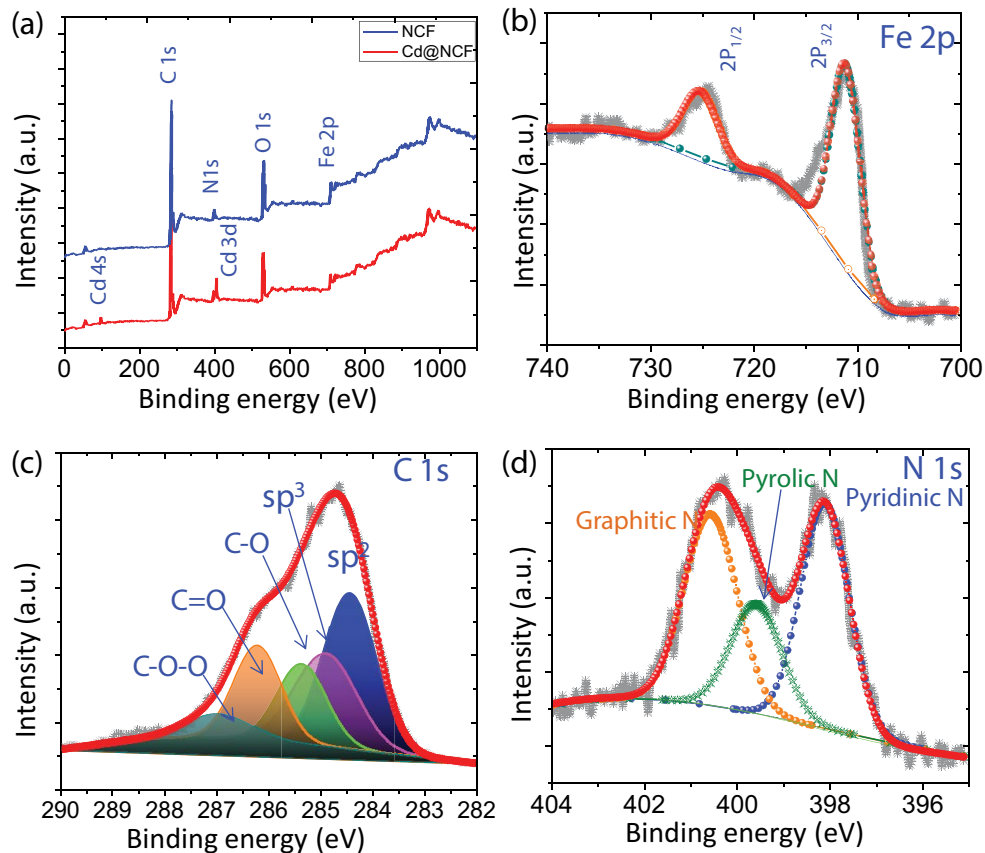 (a)
NCF
Cd@NCF
C 1s
N1s
O 1s
Fe 2p
Cd 4s
Cd 3d
Intensity (a.u.)
0 200 400 600 800 1000
Binding energy (eV)
(b)
Fe 2p
2P1/2
2P3/2
Intensity (a.u.)
740 730 720 710 700
Binding energy (eV)
(c)
C 1s
sp3
sp2
C-O
C=O
C-O-O
Intensity (a.u.)
290 289 288 287 286 285 284 283 282
Binding energy (eV)
(d)
N 1s
Pyrolic N
Pyridinic N
Graphitic N
Intensity (a.u.)
404 402 400 398 396
Binding energy (eV)